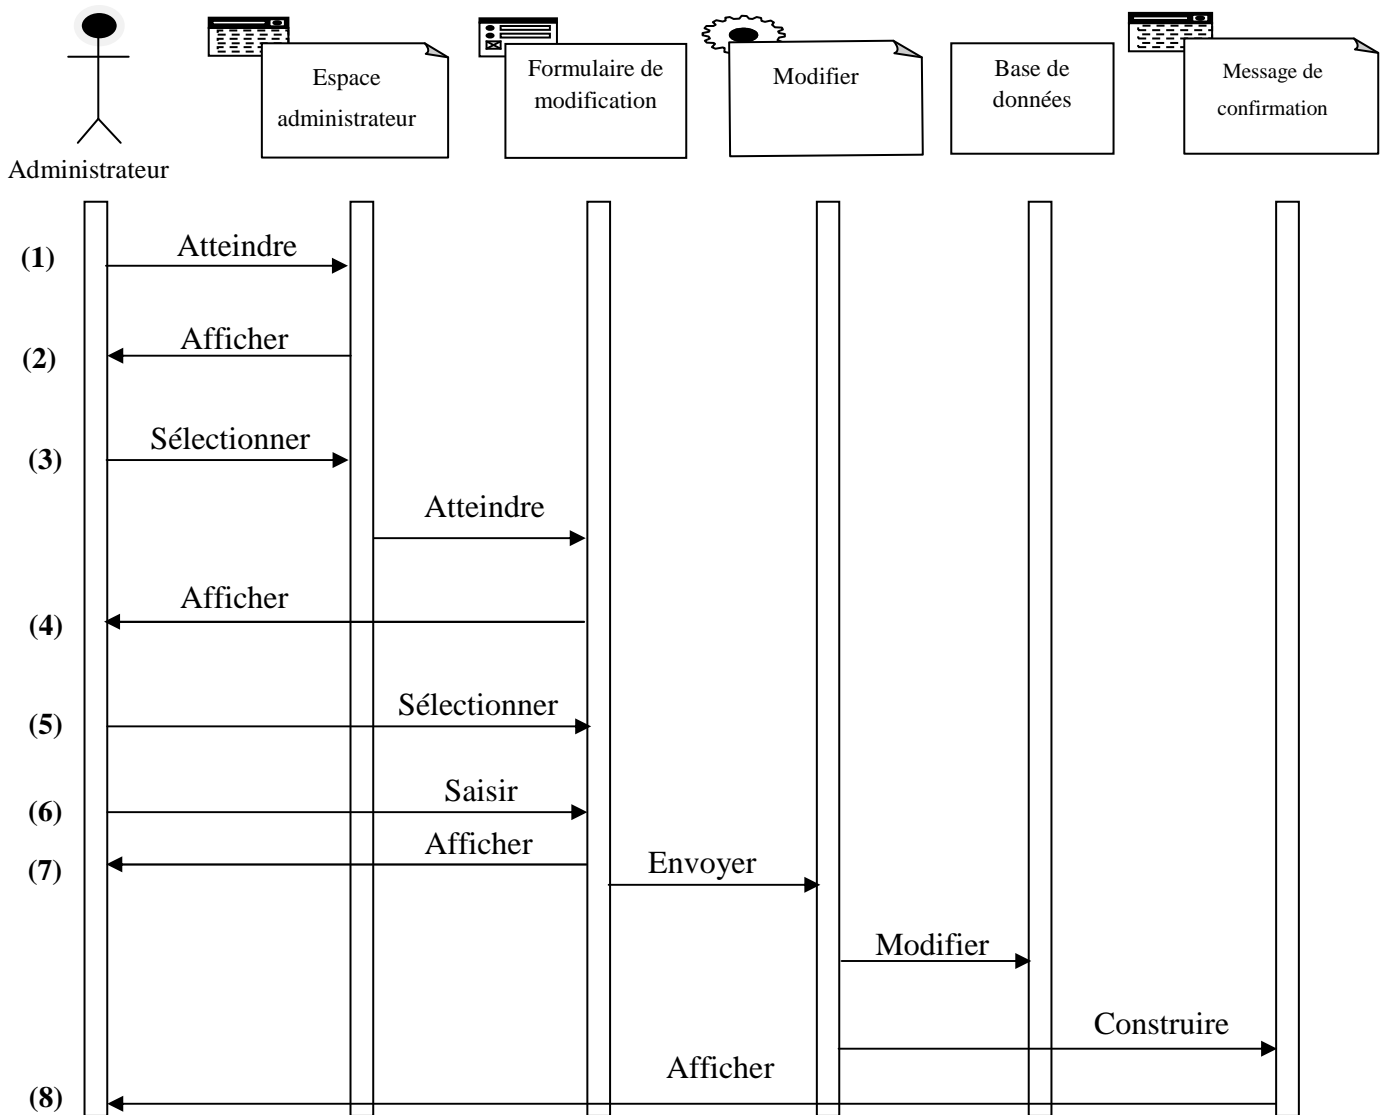 Espace
administrateur
Formulaire de
modification
Modifier
Base de
données
Message de
confirmation
Administrateur
(1)
Atteindre
(2)
Afficher
(3)
Sélectionner
Atteindre
(4)
Afficher
(5)
Sélectionner
(6)
Saisir
(7)
Afficher
Envoyer
Modifier
Construire
(8)
Afficher